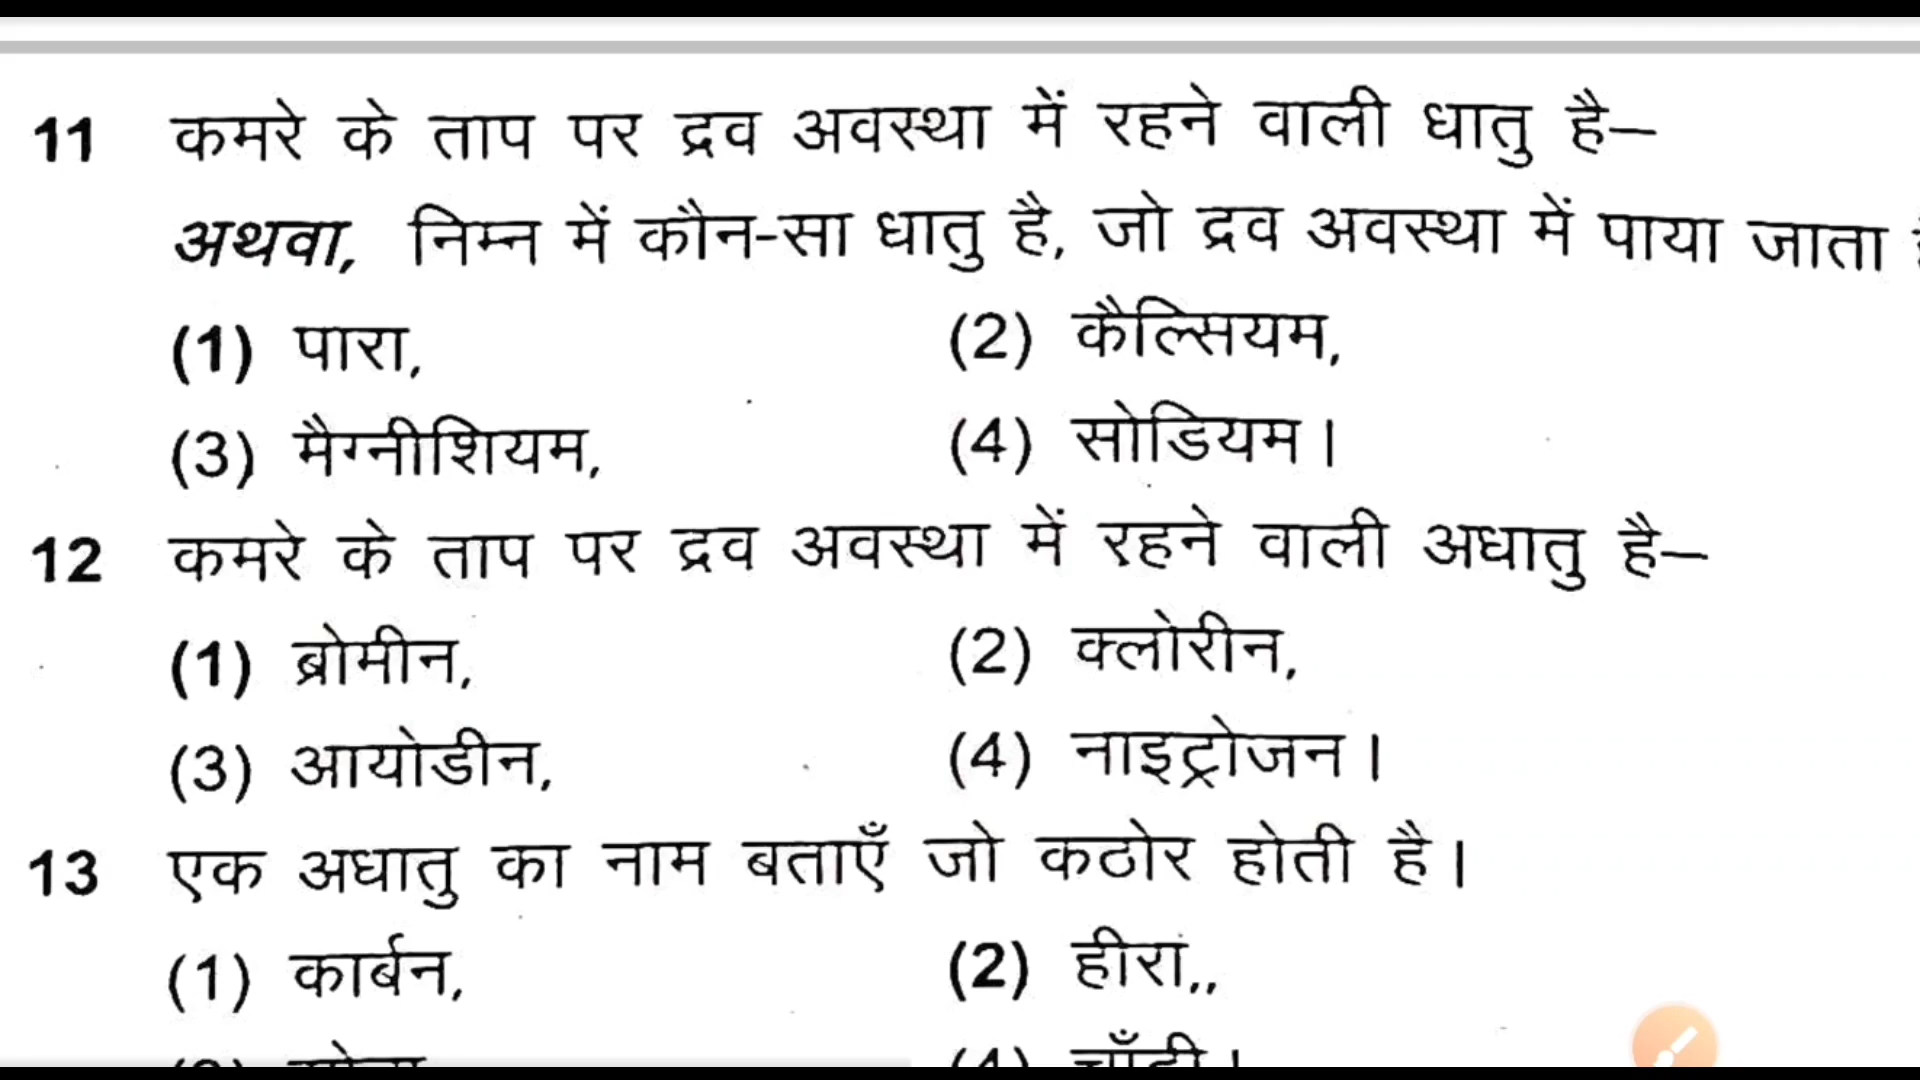 11 कमरे के ताप पर द्रव अवस्था में रहने वाली धातु है—
अथवा, निम्न में कौन-सा धातु है, जो द्रव अवस्था में पाया जाता
(1) पारा, (2) कैल्सियम,
(3) मैग्नीशियम, (4) सोडियम।
12 कमरे के ताप पर द्रव अवस्था में रहने वाली अधातु है—
(1) ब्रोमीन, (2) क्लोरीन,
(3) आयोडीन, (4) नाइट्रोजन।
13 एक अधातु का नाम बताएँ जो कठोर होती है।
(1) कार्बन, (2) हीरा,,
(4) चाँदी।